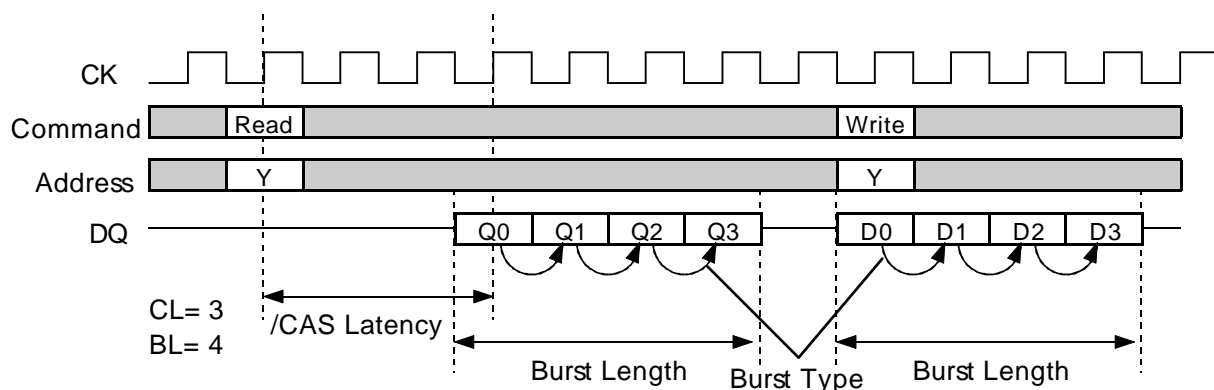 CK
Command Read Write
Address Y Y
DQ Q0 Q1 Q2 Q3 D0 D1 D2 D3
CL= 3
/CAS Latency
BL= 4
Burst Length Burst Type Burst Length